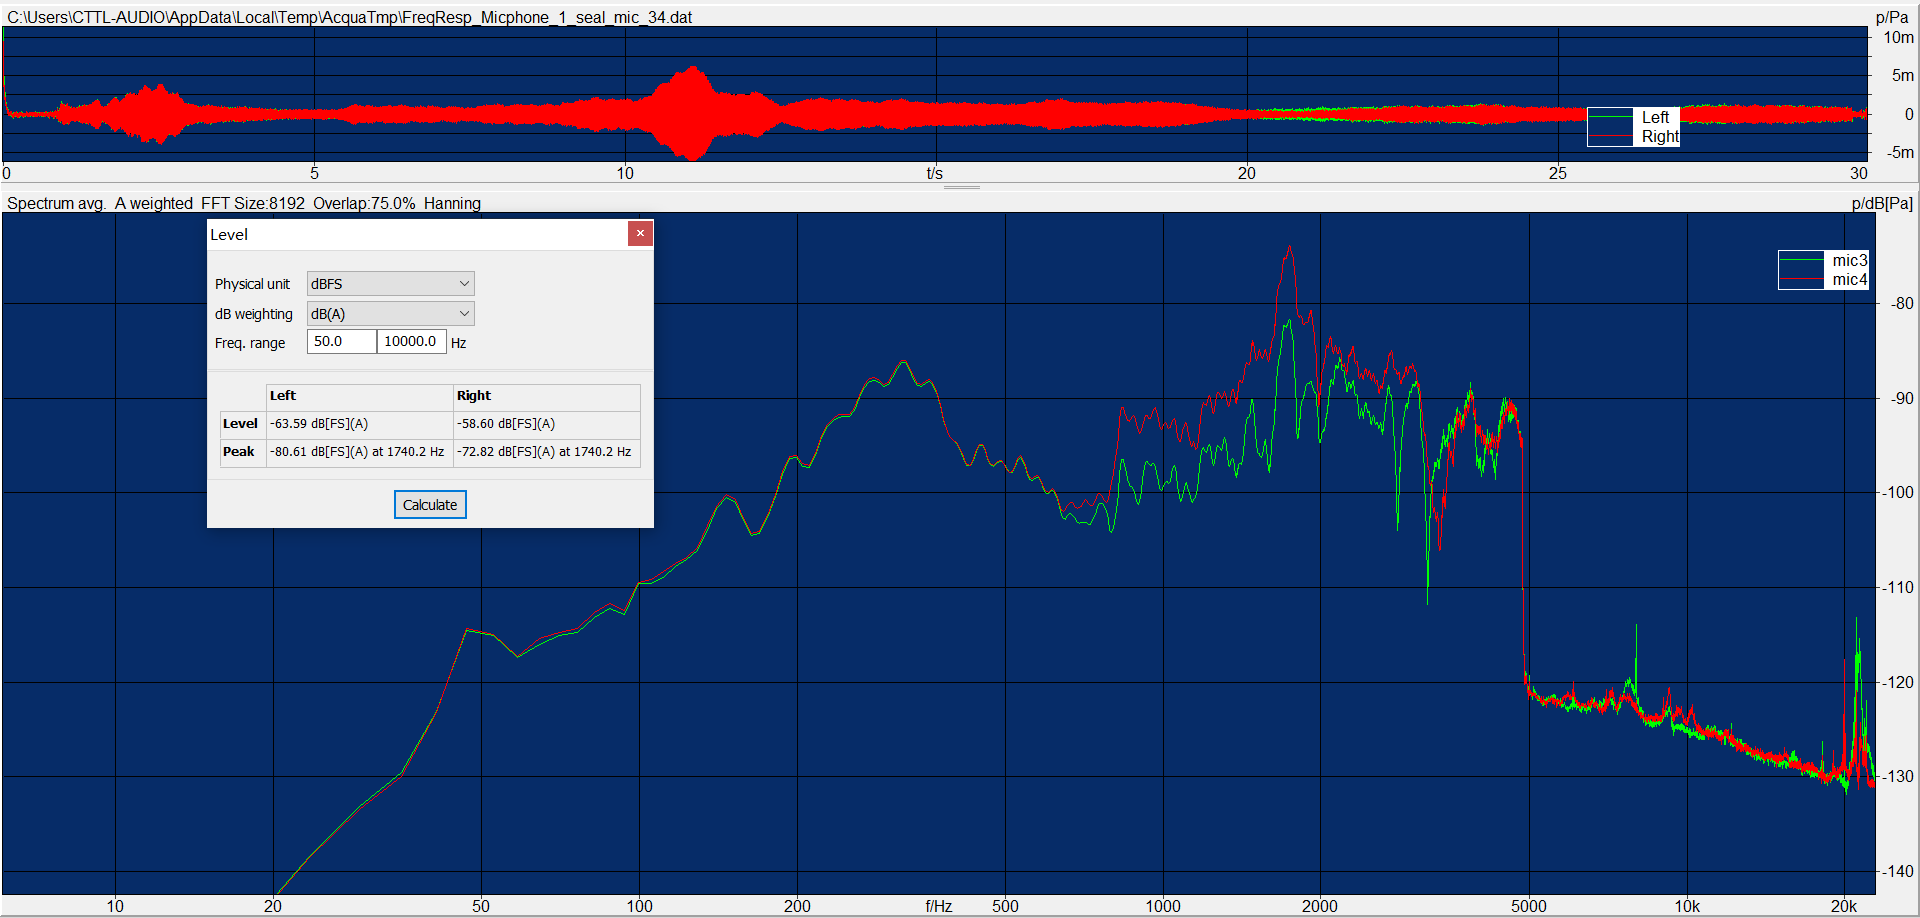 C:\Users\CTTL-AUDIO\AppData\Local\Temp\AcquaTmp\FreqResp_Micphone_1_seal_mic_34.dat
p/Pa
10m
5m
0
-5m
Left
Right
0 5 10 t/s 20 25 30
Spectrum avg. A weighted FFT Size:8192 Overlap:75.0% Hanning
p/dB[Pa]
Level
Physical unit dBFS
dB weighting dB(A)
Freq. range 50.0 10000.0 Hz
Left Right
Level -63.59 dB[FS](A) -58.60 dB[FS](A)
Peak -80.61 dB[FS](A) at 1740.2 Hz -72.82 dB[FS](A) at 1740.2 Hz
Calculate
mic3
mic4
-80
-90
-100
-110
-120
-130
-140
10 20 50 100 200 f/Hz 500 1000 2000 5000 10k 20k